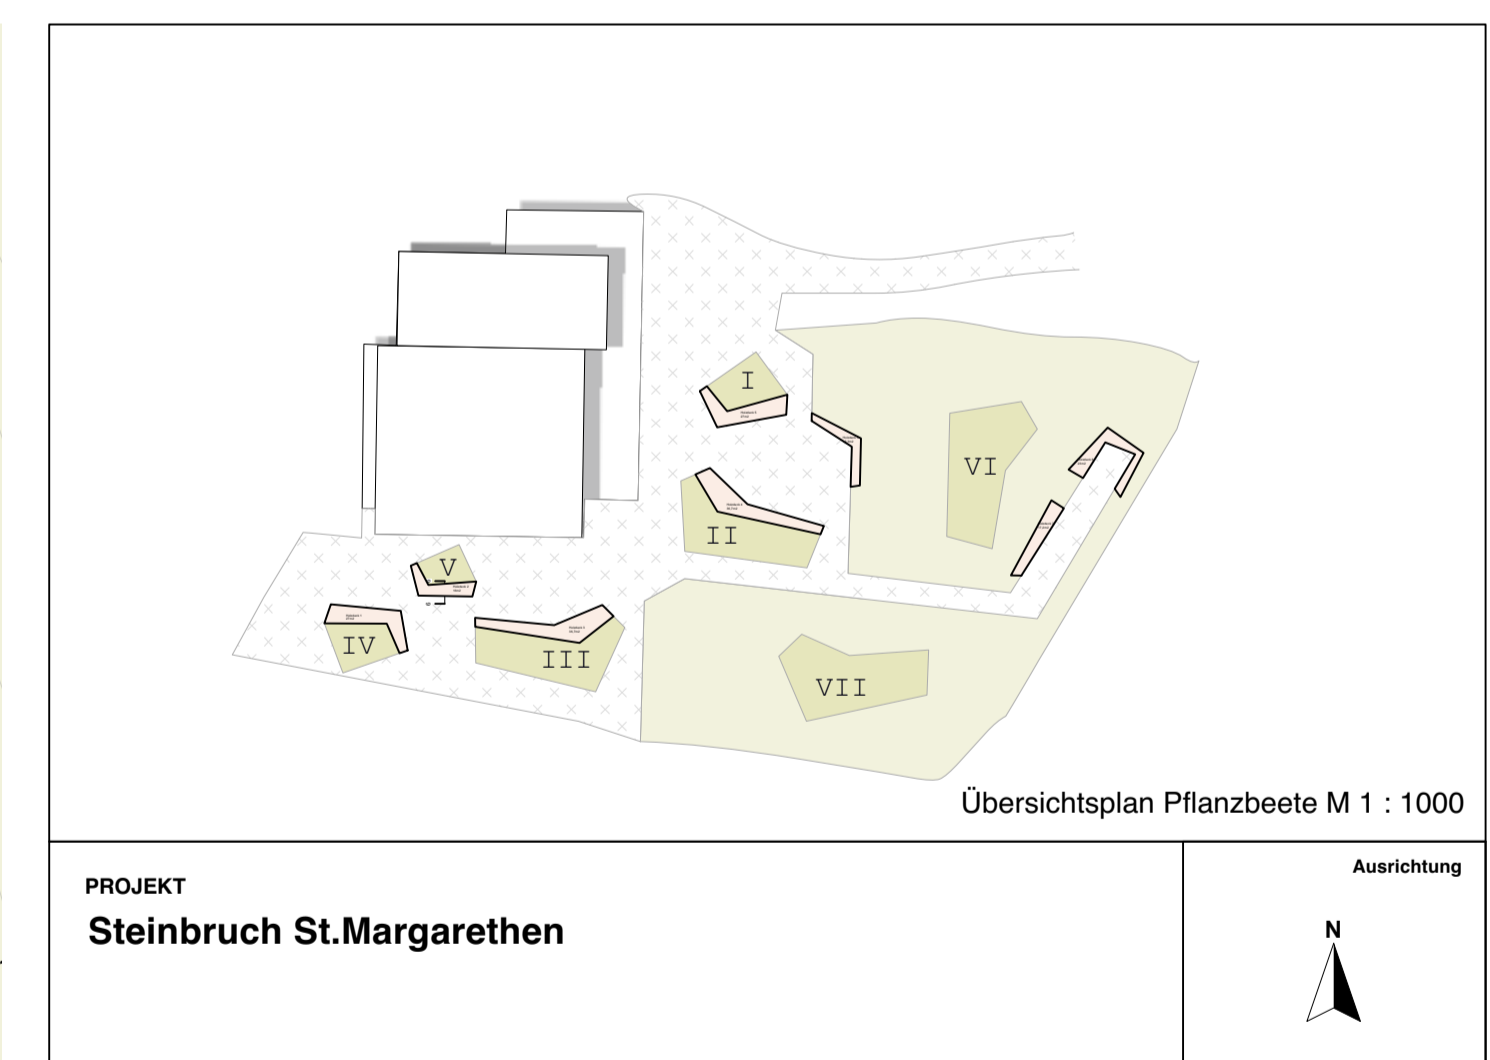 I
VI
II
V
IV
III
VII
Übersichtsplan Pflanzbeete M 1 : 1000
PROJEKT
Steinbruch St.Margarethen
Ausrichtung
N